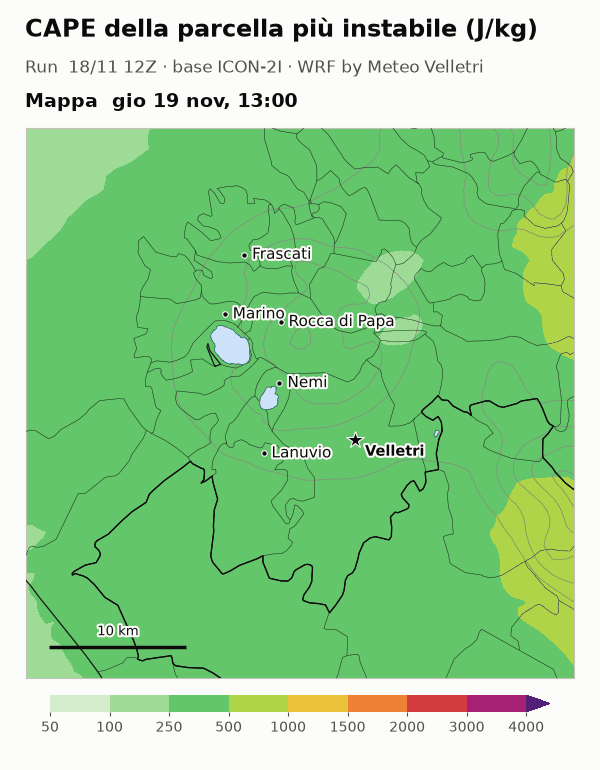 CAPE della parcella più instabile (J/kg)
Run  18/11 12Z · base ICON-2I · WRF by Meteo Velletri
Mappa  gio 19 nov, 13:00
Frascati
Marino
Rocca di Papa
Nemi
Velletri
Lanuvio
10 km
50 100 250 500 1000 1500 2000 3000 4000